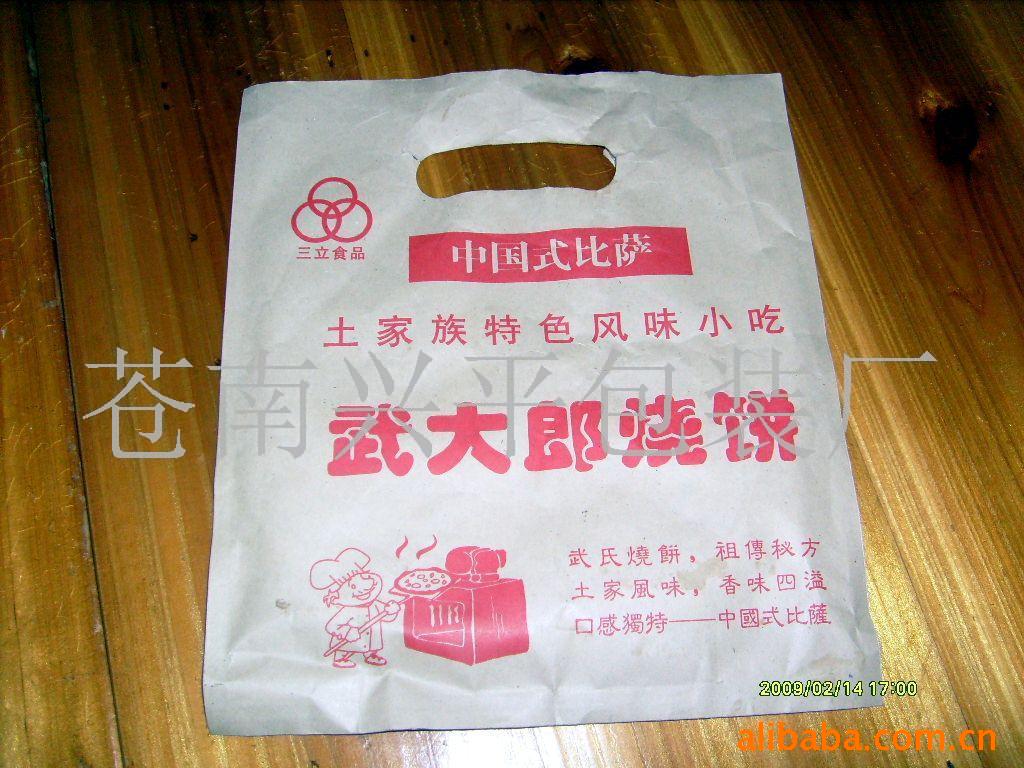 三立食品
中国式比萨
土家族特色风味小吃
苍南兴平包装厂
武大郎烧饼
武氏燒餅，祖傳秘方
土家風味，香味四溢
口感獨特——中國式比薩
2009/02/14 17:00
alibaba.com.cn